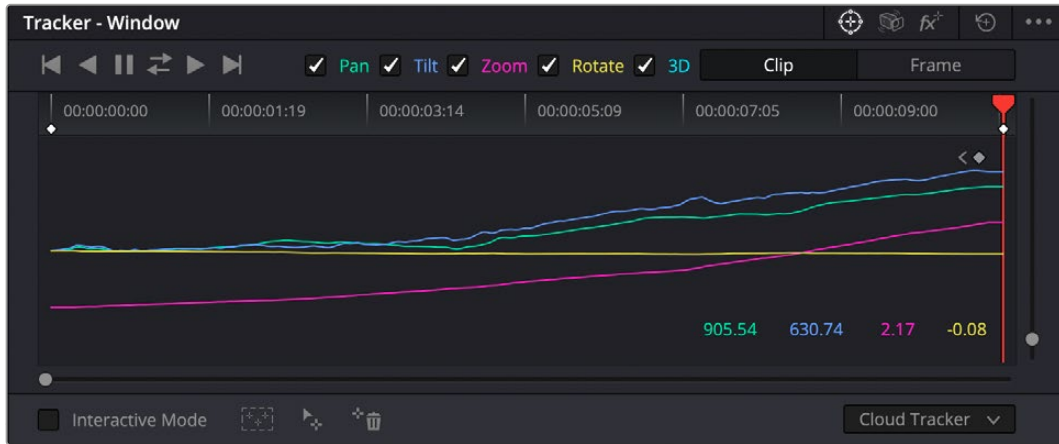 Tracker - Window
fx
Pan Tilt Zoom Rotate 3D Clip Frame
00:00:00:00 00:00:01:19 00:00:03:14 00:00:05:09 00:00:07:05 00:00:09:00
905.54 630.74 2.17 -0.08
Interactive Mode Cloud Tracker